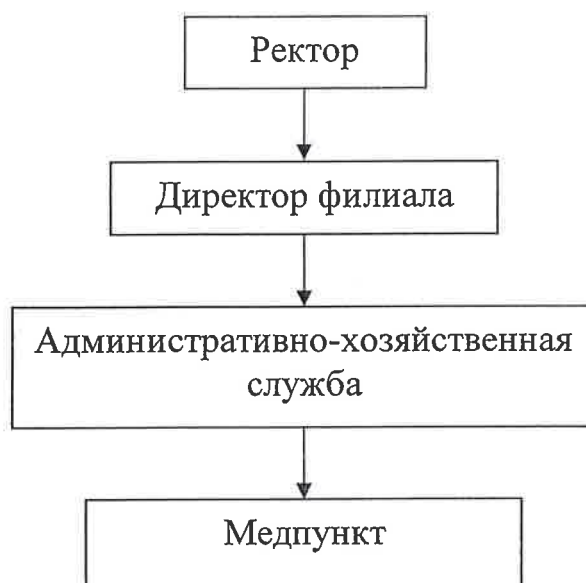 Ректор
Директор филиала
Административно-хозяйственная
служба
Медпункт